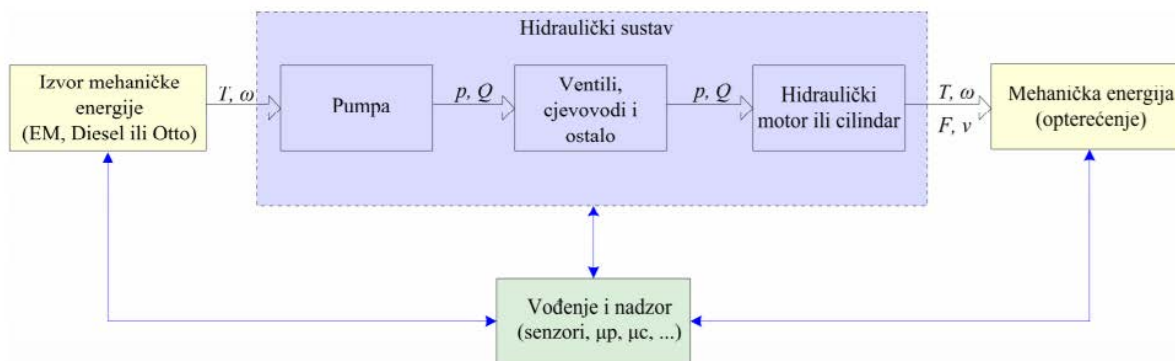 Hidraulički sustav
Izvor mehaničke
energije
(EM, Diesel ili Otto)
T, ω
Pumpa
p, Q
Ventili,
cjevovodi i
ostalo
p, Q
Hidraulički
motor ili cilindar
T, ω
F, v
Mehanička energija
(opterećenje)
Vođenje i nadzor
(senzori, μp, μc, ...)